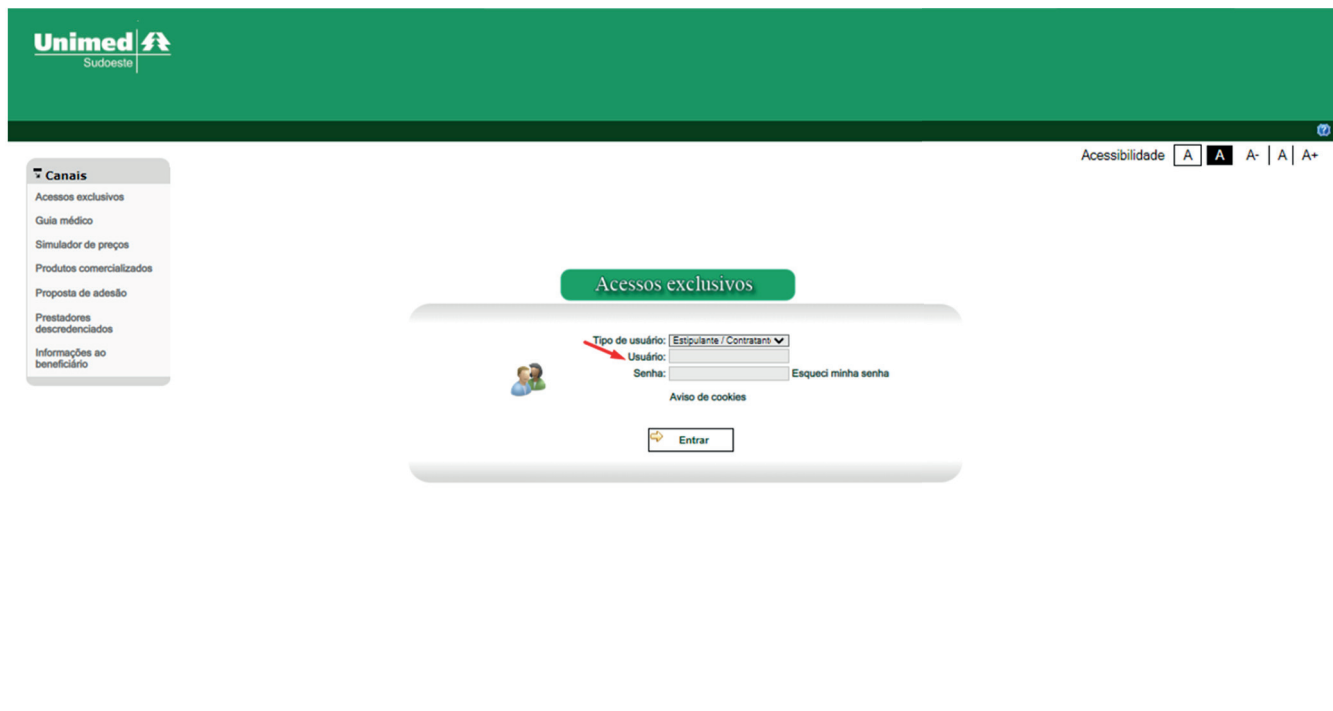 Unimed
Sudoeste
Acessibilidade A A A- A A+
Canais
Acessos exclusivos
Guia médico
Simulador de preços
Produtos comercializados
Proposta de adesão
Prestadores
descredenciados
Informações ao
beneficiário
Acessos exclusivos
Tipo de usuário: Estipulante / Contratant
Usuário:
Senha: Esqueci minha senha
Aviso de cookies
Entrar